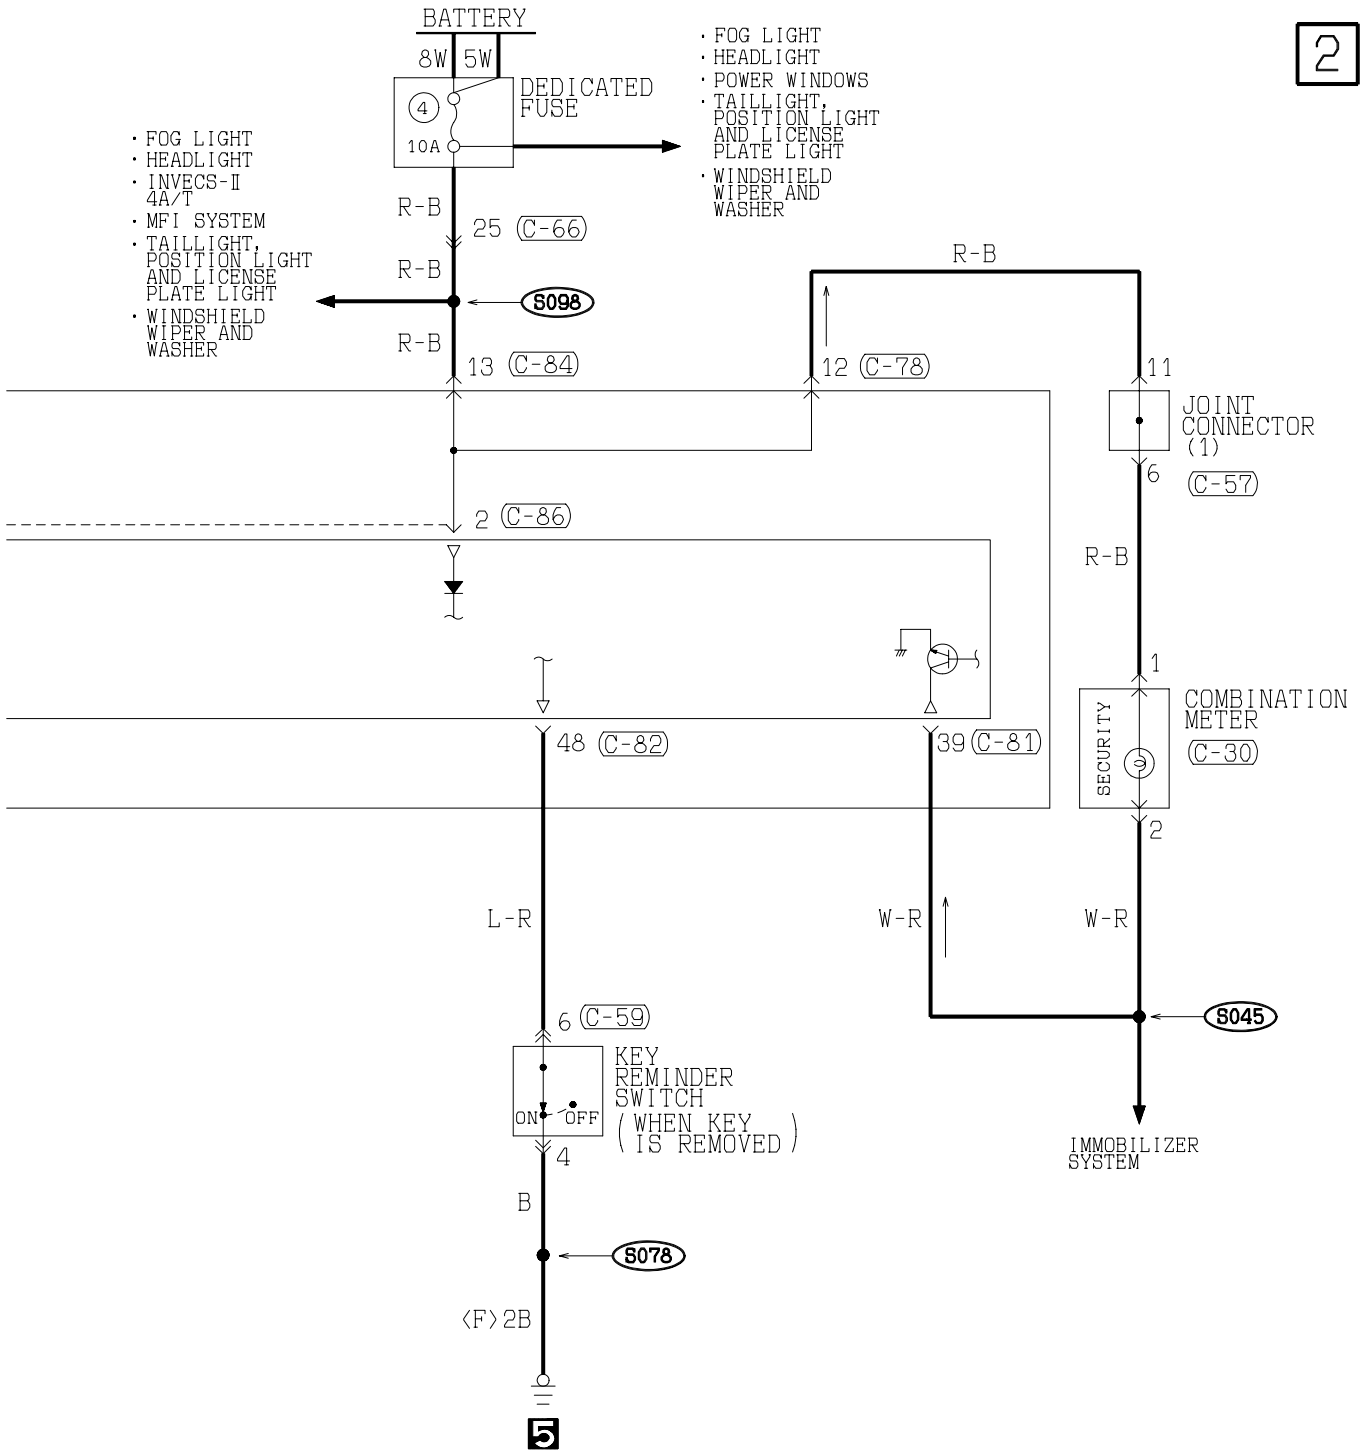 BATTERY
2
8W 5W
DEDICATED
FUSE
4
10A
· FOG LIGHT
· HEADLIGHT
· POWER WINDOWS
· TAILLIGHT,
POSITION LIGHT
AND LICENSE
PLATE LIGHT
· WINDSHIELD
WIPER AND
WASHER
· FOG LIGHT
· HEADLIGHT
· INVECS-Ⅱ
4A/T
· MFI SYSTEM
· TAILLIGHT,
POSITION LIGHT
AND LICENSE
PLATE LIGHT
· WINDSHIELD
WIPER AND
WASHER
R-B
25 (C-66)
R-B
S098
R-B
13 (C-84)
R-B
12 (C-78)
11
JOINT
CONNECTOR
(1)
6
(C-57)
2 (C-86)
R-B
1
COMBINATION
METER
(C-30)
SECURITY
2
48 (C-82)
39 (C-81)
L-R
W-R
W-R
6 (C-59)
S045
KEY
REMINDER
SWITCH
(WHEN KEY
IS REMOVED)
ON OFF
4
IMMOBILIZER
SYSTEM
B
S078
<F>2B
5